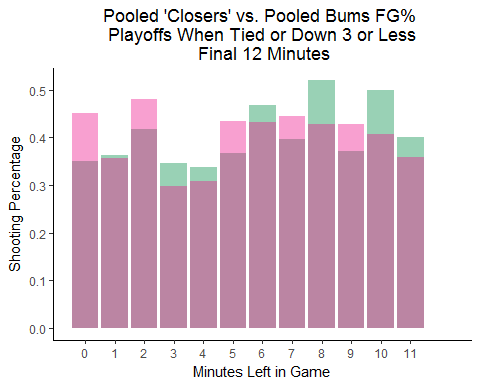 Pooled 'Closers' vs. Pooled Bums FG%
Playoffs When Tied or Down 3 or Less
Final 12 Minutes
Shooting Percentage
0.5
0.4
0.3
0.2
0.1
0.0
0 1 2 3 4 5 6 7 8 9 10 11
Minutes Left in Game